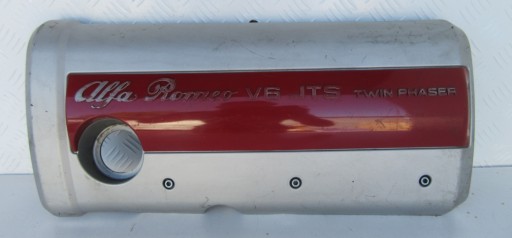 Alfa Romeo V6 JTS TWIN PHASER